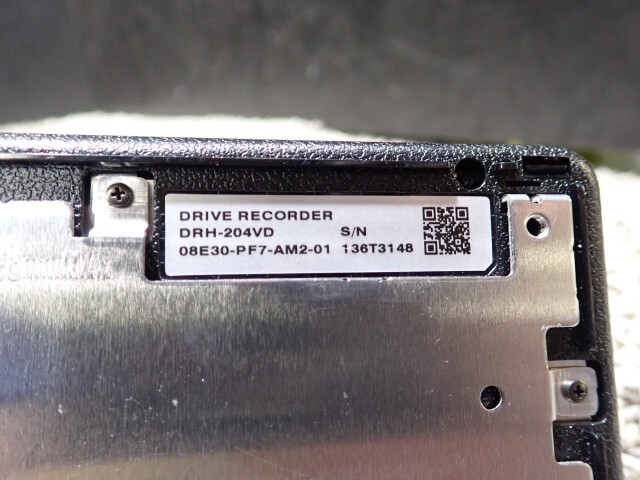 DRIVE RECORDER
DRH-204VD S/N
08E30-PF7-AM2-01 136T3148